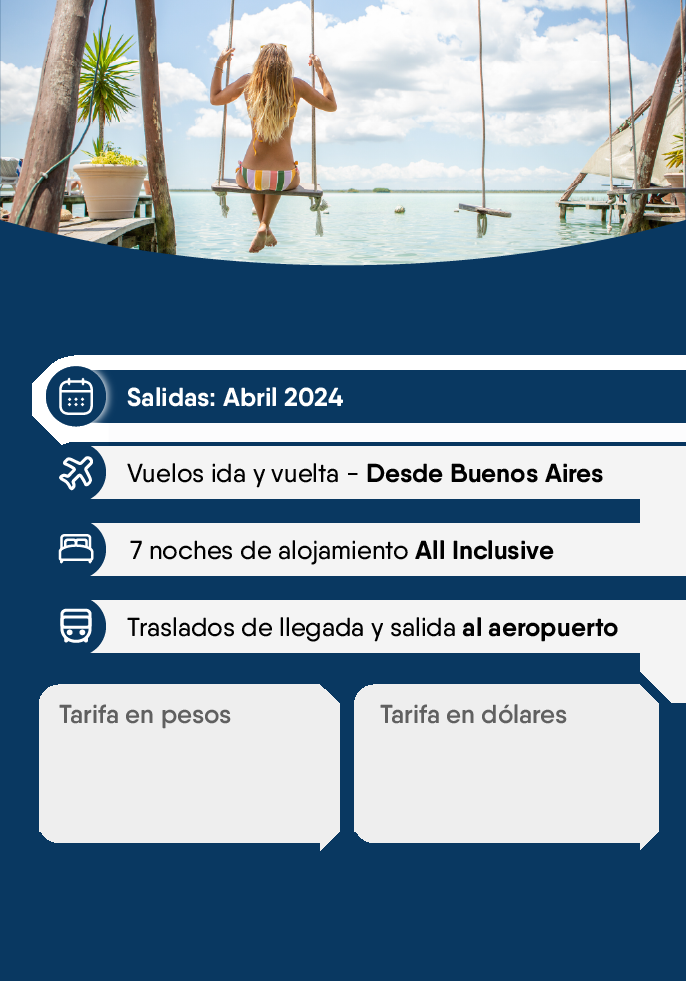 Salidas: Abril 2024
Vuelos ida y vuelta - Desde Buenos Aires
7 noches de alojamiento All Inclusive
Traslados de llegada y salida al aeropuerto
Tarifa en pesos
Tarifa en dólares